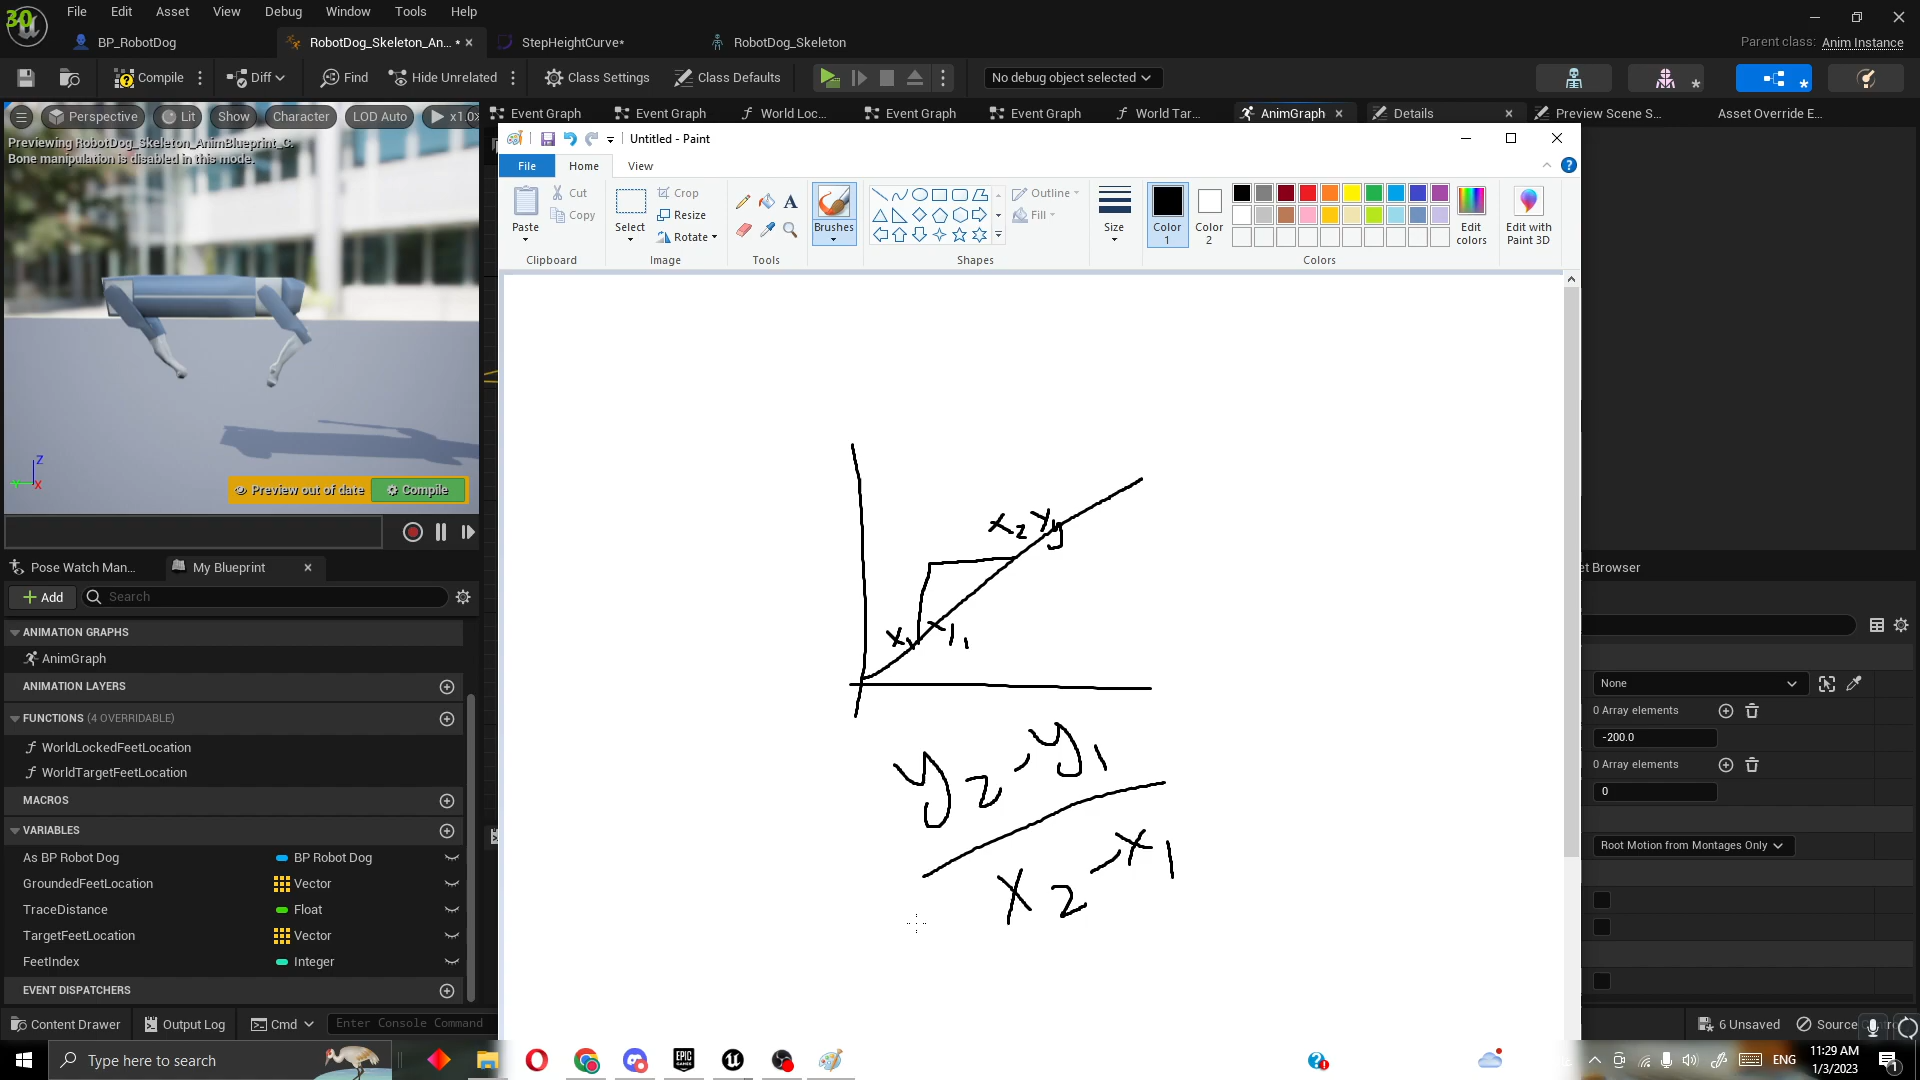 30
File Edit Asset View Debug Window Tools Help
BP_RobotDog
RobotDog_Skeleton_An... *
StepHeightCurve*
RobotDog_Skeleton
Parent class: Anim Instance
Compile
Diff
Find
Hide Unrelated
Class Settings
Class Defaults
No debug object selected
Perspective
Lit
Show
Character
LOD Auto
x1.0
Event Graph
Event Graph
World Loc...
Event Graph
Event Graph
World Tar...
AnimGraph
Details
Preview Scene S...
Asset Override E...
Previewing RobotDog_Skeleton_AnimBlueprint_C.
Bone manipulation is disabled in this mode.
Untitled - Paint
File
Home
View
Paste
Cut
Copy
Clipboard
Select
Crop
Resize
Rotate
Image
Tools
Brushes
Shapes
Outline
Fill
Size
Color 1
Color 2
Edit colors
Colors
Edit with Paint 3D
Z
X
Preview out of date
Compile
Pose Watch Man...
My Blueprint
Add
Search
ANIMATION GRAPHS
AnimGraph
ANIMATION LAYERS
FUNCTIONS (4 OVERRIDABLE)
WorldLockedFeetLocation
WorldTargetFeetLocation
MACROS
VARIABLES
As BP Robot Dog BP Robot Dog
GroundedFeetLocation Vector
TraceDistance Float
TargetFeetLocation Vector
FeetIndex Integer
EVENT DISPATCHERS
x2
y2 - y1
x2 - x1
et Browser
None
0 Array elements
-200.0
0 Array elements
0
Root Motion from Montages Only
Content Drawer
Output Log
Cmd
Enter Console Command
6 Unsaved
Source
Type here to search
EPIC GAMES
ENG
11:29 AM
1/3/2023
1